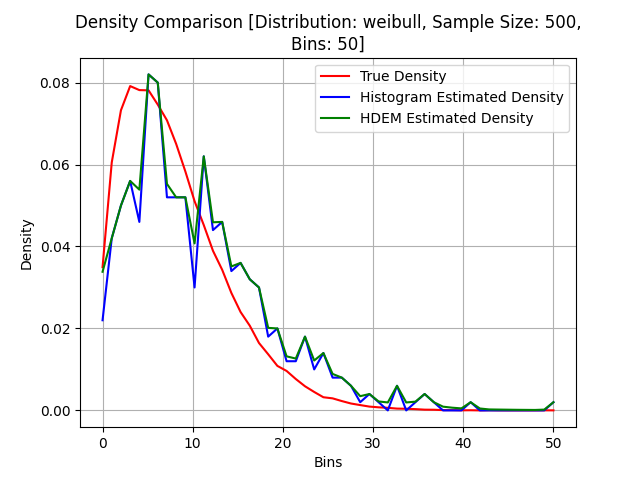 Density Comparison [Distribution: weibull, Sample Size: 500,
Bins: 50]
True Density
Histogram Estimated Density
HDEM Estimated Density
Density
0.08
0.06
0.04
0.02
0.00
0 10 20 30 40 50
Bins